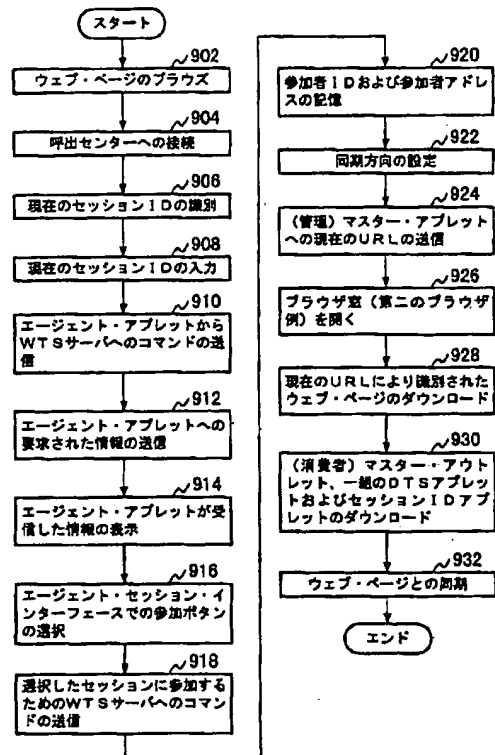 スタート
902
ウェブ・ページのブラウズ
904
呼出センターへの接続
906
現在のセッションIDの識別
908
現在のセッションIDの入力
910
エージェント・アプレットから
WTSサーバへのコマンドの送
信
912
エージェント・アプレットへの
要求された情報の送信
914
エージェント・アプレットが受
信した情報の表示
916
エージェント・セッション・イ
ンターフェースでの参加ボタン
の選択
918
選択したセッションに参加する
ためのWTSサーバへのコマン
ドの送信
920
参加者IDおよび参加者アドレ
スの記憶
922
同期方向の設定
924
(管理)マスター・アプレット
への現在のURLの送信
926
ブラウザ窓(第二のブラウザ
例)を開く
928
現在のURLにより識別された
ウェブ・ページのダウンロード
930
(消費者)マスター・アウト
レット、一組のDTSアプレッ
トおよびセッションIDアプレ
ットのダウンロード
932
ウェブ・ページとの同期
エンド